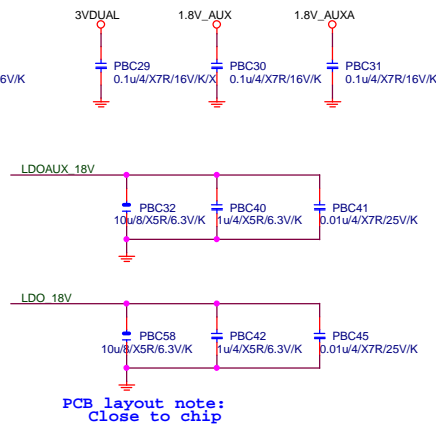 3VDUAL 1.8V_AUX 1.8V_AUXA
PBC29 PBC30 PBC31
6V/K 0.1u/4/X7R/16V/K/X 0.1u/4/X7R/16V/K 0.1u/4/X7R/16V/K
LDOAUX_18V
PBC32 PBC40 PBC41
10u/8/X5R/6.3V/K 1u/4/X5R/6.3V/K 0.01u/4/X7R/25V/K
LDO_18V
PBC58 PBC42 PBC45
10u/8/X5R/6.3V/K 1u/4/X5R/6.3V/K 0.01u/4/X7R/25V/K
PCB layout note:
Close to chip